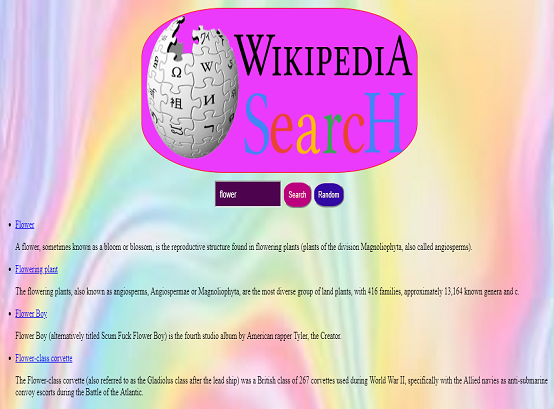 WIKIPEDIA
SearcH
flower
Search
Random
Flower
A flower, sometimes known as a bloom or blossom, is the reproductive structure found in flowering plants (plants of the division Magnoliophyta, also called angiosperms).
Flowering plant
The flowering plants, also known as angiosperms, Angiospermae or Magnoliophyta, are the most diverse group of land plants, with 416 families, approximately 13,164 known genera and c.
Flower Boy
Flower Boy (alternatively titled Scum Fuck Flower Boy) is the fourth studio album by American rapper Tyler, the Creator.
Flower-class corvette
The Flower-class corvette (also referred to as the Gladiolus class after the lead ship) was a British class of 267 corvettes used during World War II, specifically with the Allied navies as anti-submarine
convoy escorts during the Battle of the Atlantic.